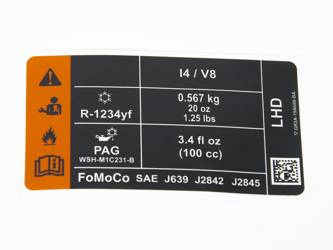 I4 / V8
R-1234yf
0.567 kg
20 oz
1.25 lbs
PAG
WSH-M1C231-B
3.4 fl oz
(100 cc)
FoMoCo SAE J639 J2842 J2845
LHD